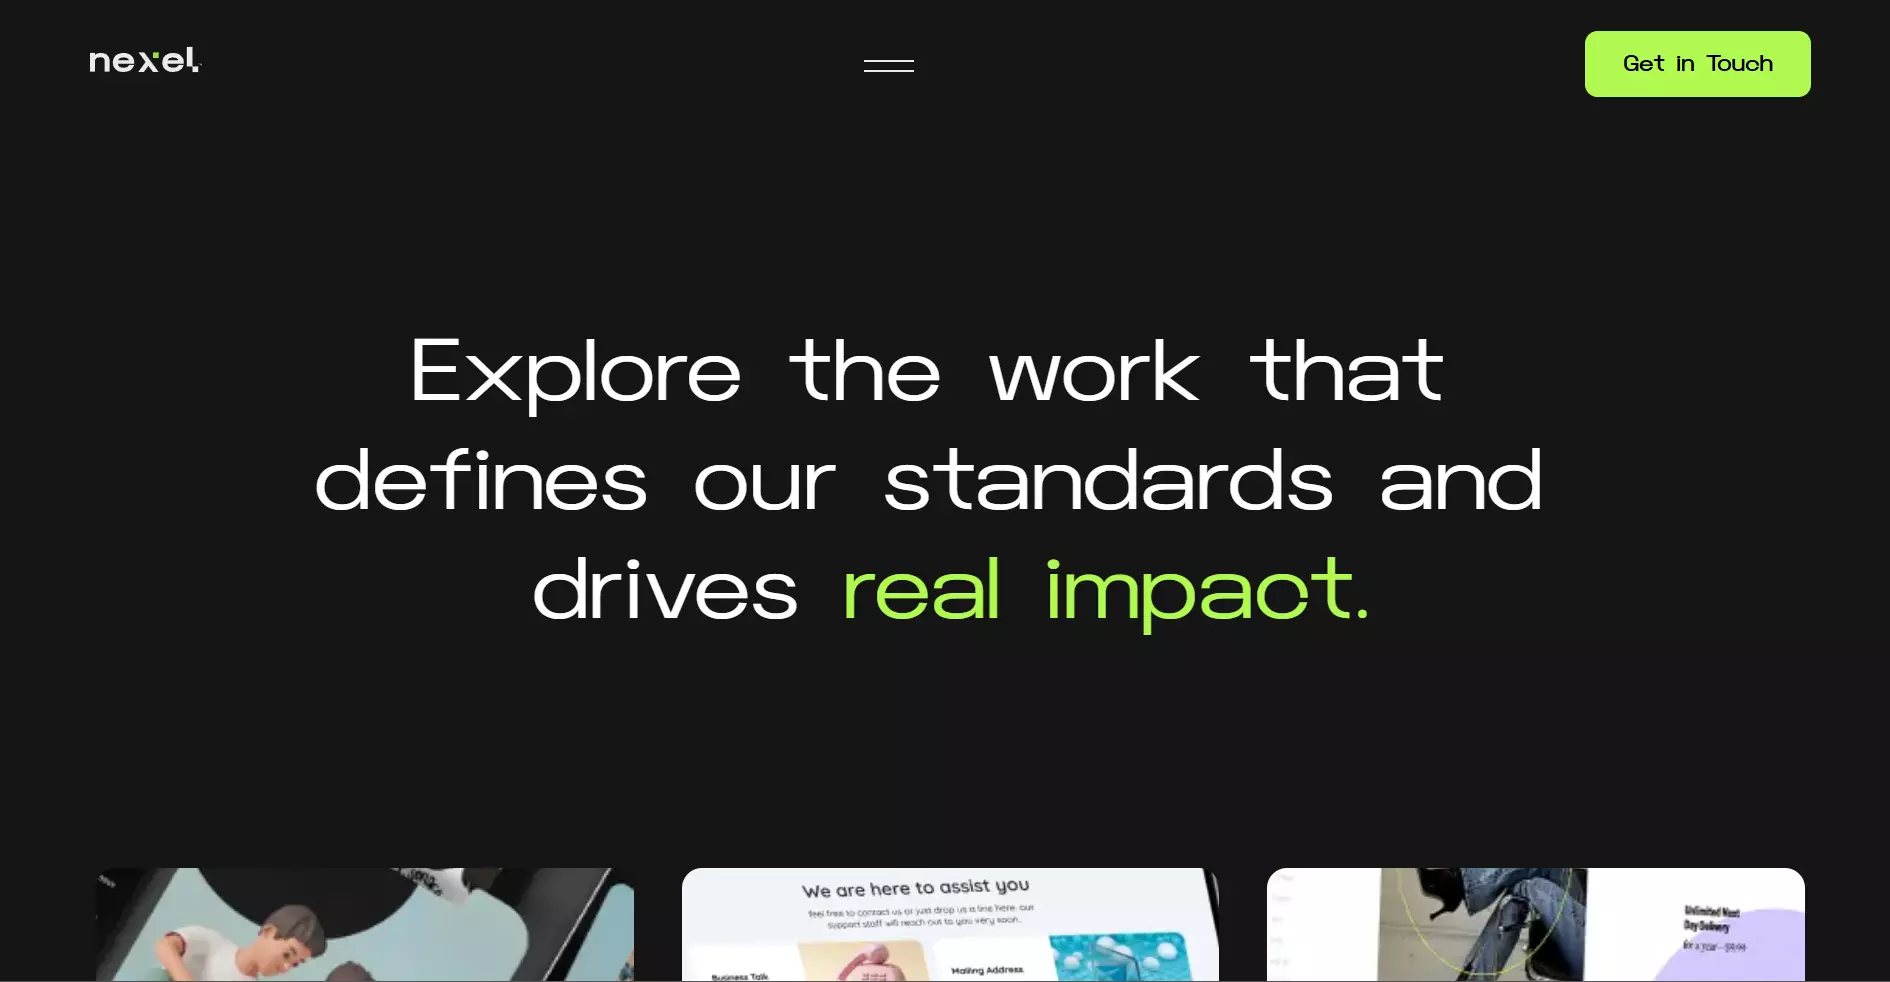 nexel.
Get in Touch
Explore the work that
defines our standards and
drives real impact.
We are here to assist you
feel free to contact us or just drop us a line here. our
support staff will reach out to you very soon.
Business Talk
Mailing Address
Unlimited Next
Day Delivery
for a year – $9.99